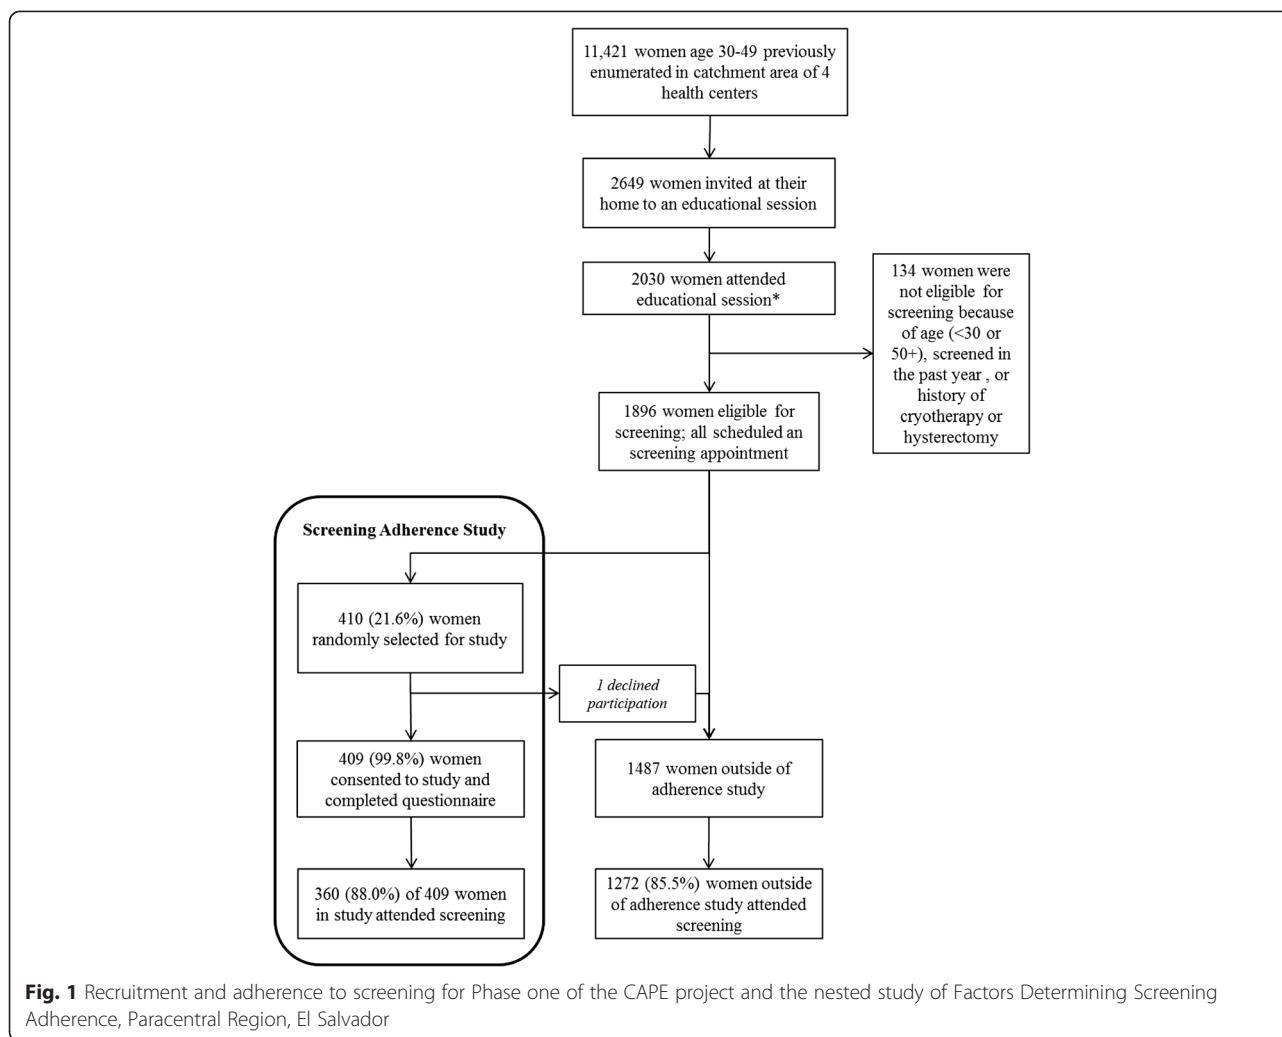 11,421 women age 30-49 previously
enumerated in catchment area of 4
health centers
2649 women invited at their
home to an educational session
2030 women attended
educational session*
134 women were
not eligible for
screening because
of age (<30 or
50+), screened in
the past year , or
history of
cryotherapy or
hysterectomy
1896 women eligible for
screening; all scheduled an
screening appointment
Screening Adherence Study
410 (21.6%) women
randomly selected for study
1 declined
participation
409 (99.8%) women
consented to study and
completed questionnaire
1487 women outside of
adherence study
360 (88.0%) of 409 women
in study attended screening
1272 (85.5%) women outside
of adherence study attended
screening
Fig. 1 Recruitment and adherence to screening for Phase one of the CAPE project and the nested study of Factors Determining Screening
Adherence, Paracentral Region, El Salvador